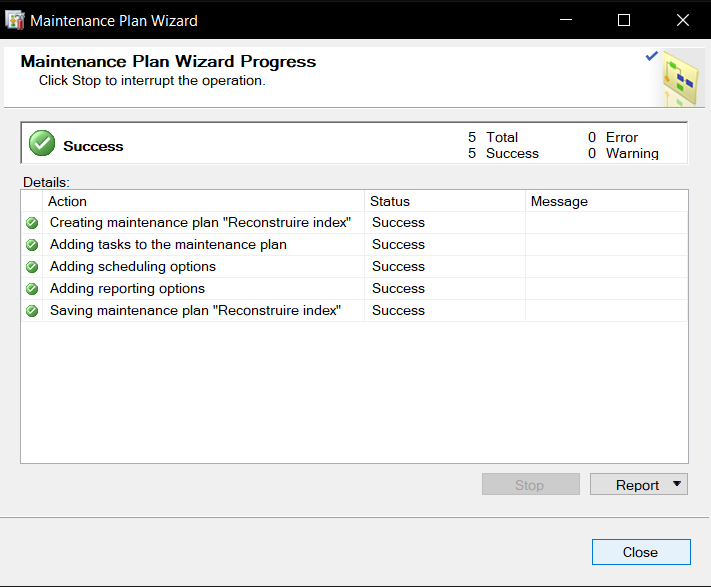 Maintenance Plan Wizard
Maintenance Plan Wizard Progress
Click Stop to interrupt the operation.
Success
5 Total 0 Error
5 Success 0 Warning
Details:
Action Status Message
Creating maintenance plan "Reconstruire index" Success
Adding tasks to the maintenance plan Success
Adding scheduling options Success
Adding reporting options Success
Saving maintenance plan "Reconstruire index" Success
Stop Report
Close